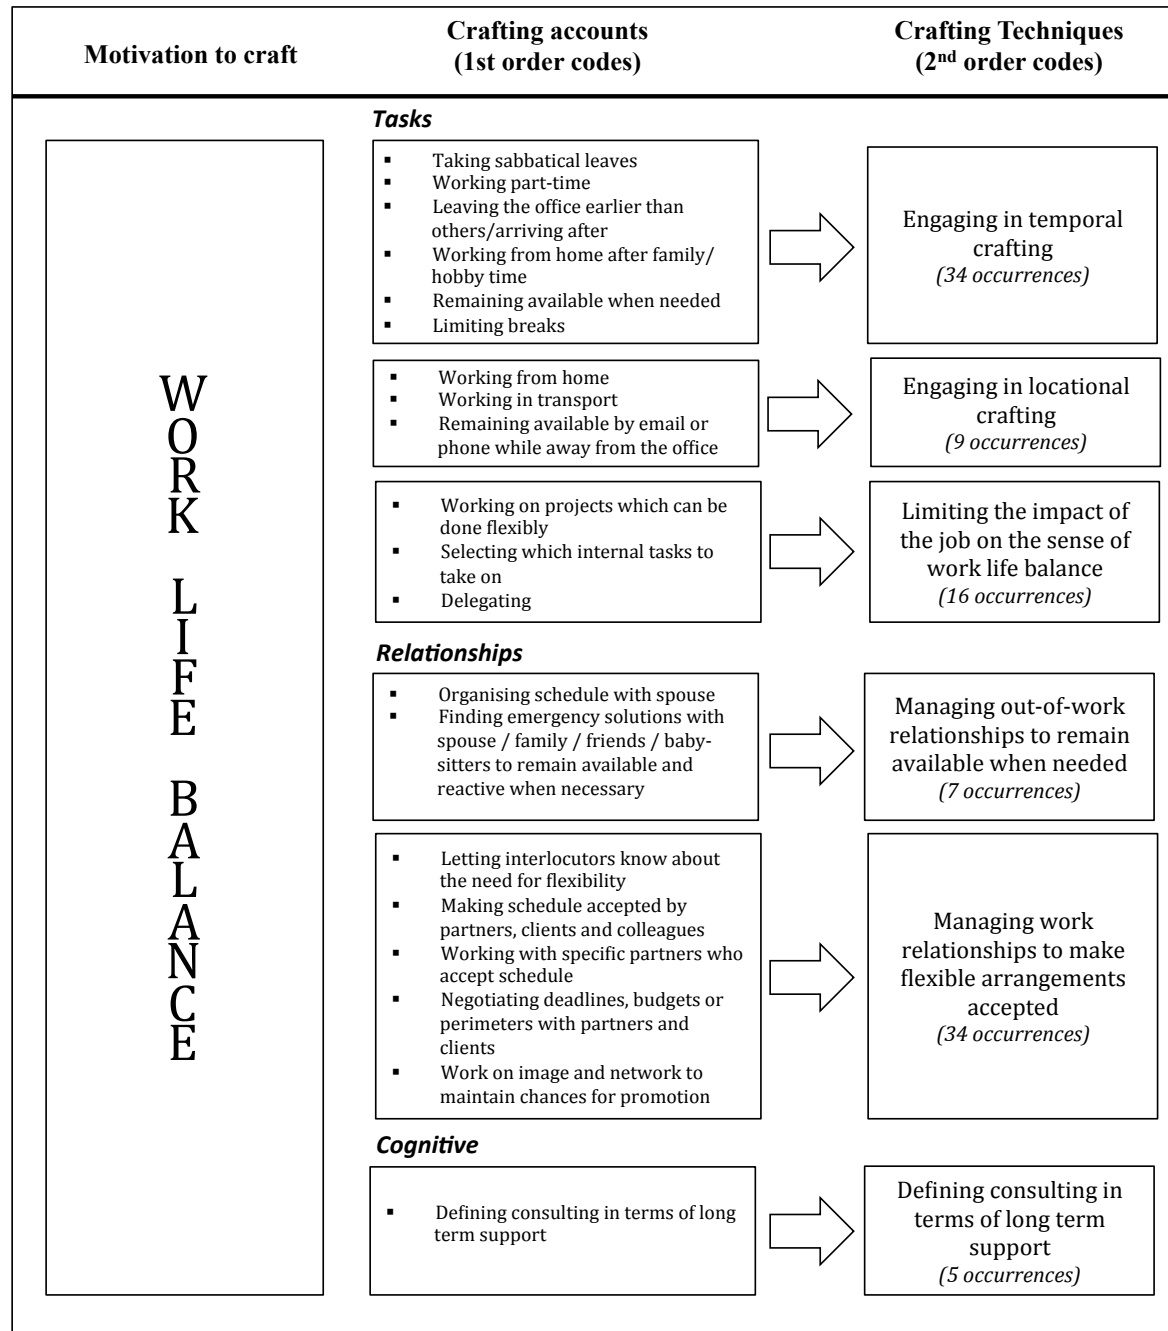 Motivation to craft
Crafting accounts
(1st order codes)
Crafting Techniques
(2nd order codes)
WORK LIFE BALANCE
Tasks
▪ Taking sabbatical leaves
▪ Working part-time
▪ Leaving the office earlier than
others/arriving after
▪ Working from home after family/
hobby time
▪ Remaining available when needed
▪ Limiting breaks
Engaging in temporal
crafting
(34 occurrences)
▪ Working from home
▪ Working in transport
▪ Remaining available by email or
phone while away from the office
Engaging in locational
crafting
(9 occurrences)
▪ Working on projects which can be
done flexibly
▪ Selecting which internal tasks to
take on
▪ Delegating
Limiting the impact of
the job on the sense of
work life balance
(16 occurrences)
Relationships
▪ Organising schedule with spouse
▪ Finding emergency solutions with
spouse / family / friends / baby-
sitters to remain available and
reactive when necessary
Managing out-of-work
relationships to remain
available when needed
(7 occurrences)
▪ Letting interlocutors know about
the need for flexibility
▪ Making schedule accepted by
partners, clients and colleagues
▪ Working with specific partners who
accept schedule
▪ Negotiating deadlines, budgets or
perimeters with partners and
clients
▪ Work on image and network to
maintain chances for promotion
Managing work
relationships to make
flexible arrangements
accepted
(34 occurrences)
Cognitive
▪ Defining consulting in terms of long
term support
Defining consulting in
terms of long term
support
(5 occurrences)